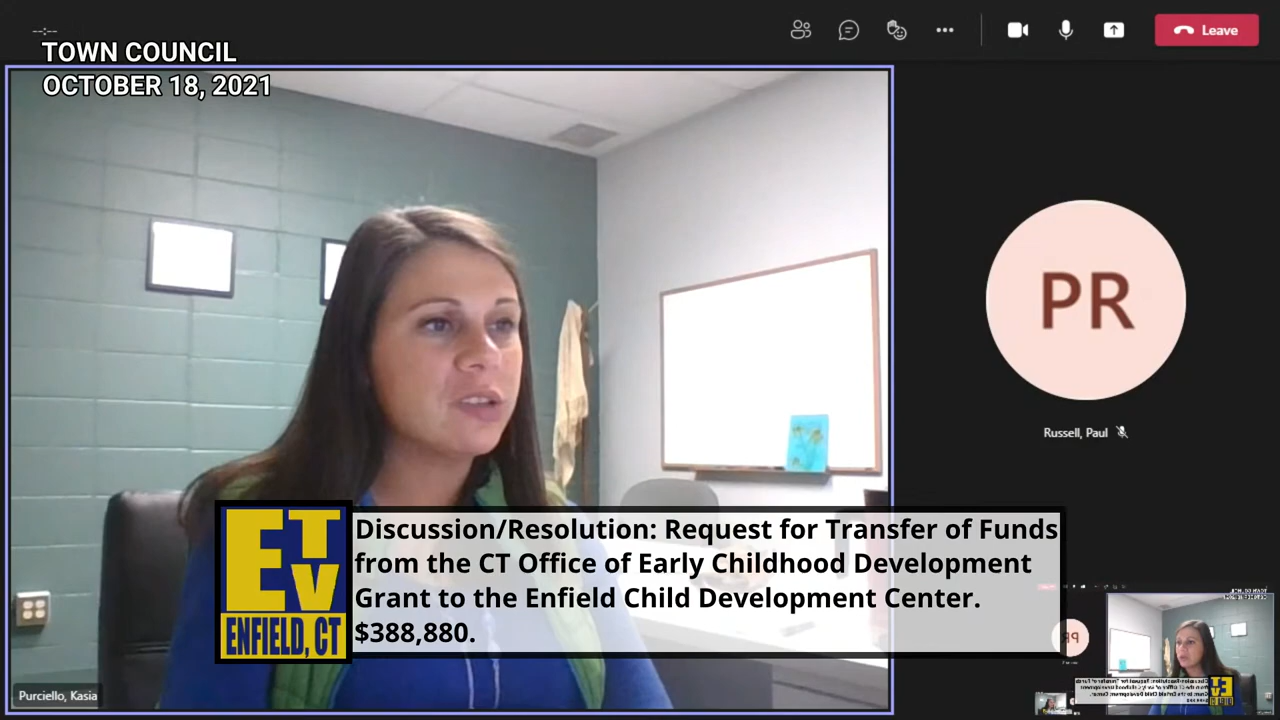 --:--
Leave
TOWN COUNCIL
OCTOBER 18, 2021
PR
Russell, Paul
ETV
ENFIELD, CT
Discussion/Resolution: Request for Transfer of Funds
from the CT Office of Early Childhood Development
Grant to the Enfield Child Development Center.
$388,880.
Purciello, Kasia